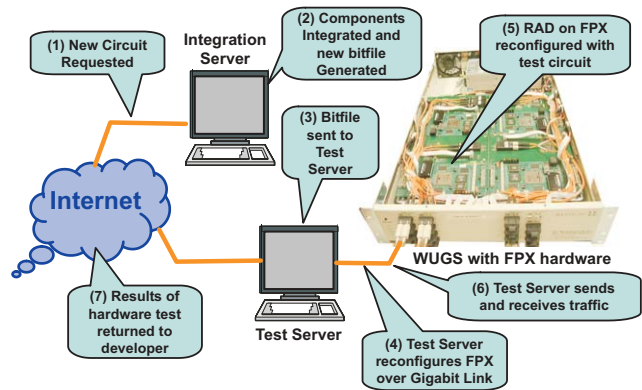 (1) New Circuit
Requested
Integration
Server
(2) Components
Integrated and
new bitfile
Generated
(5) RAD on FPX
reconfigured with
test circuit
(3) Bitfile
sent to
Test
Server
Internet
WUGS with FPX hardware
(7) Results of
hardware test
returned to
developer
Test Server
(6) Test Server sends
and receives traffic
(4) Test Server
reconfigures FPX
over Gigabit Link